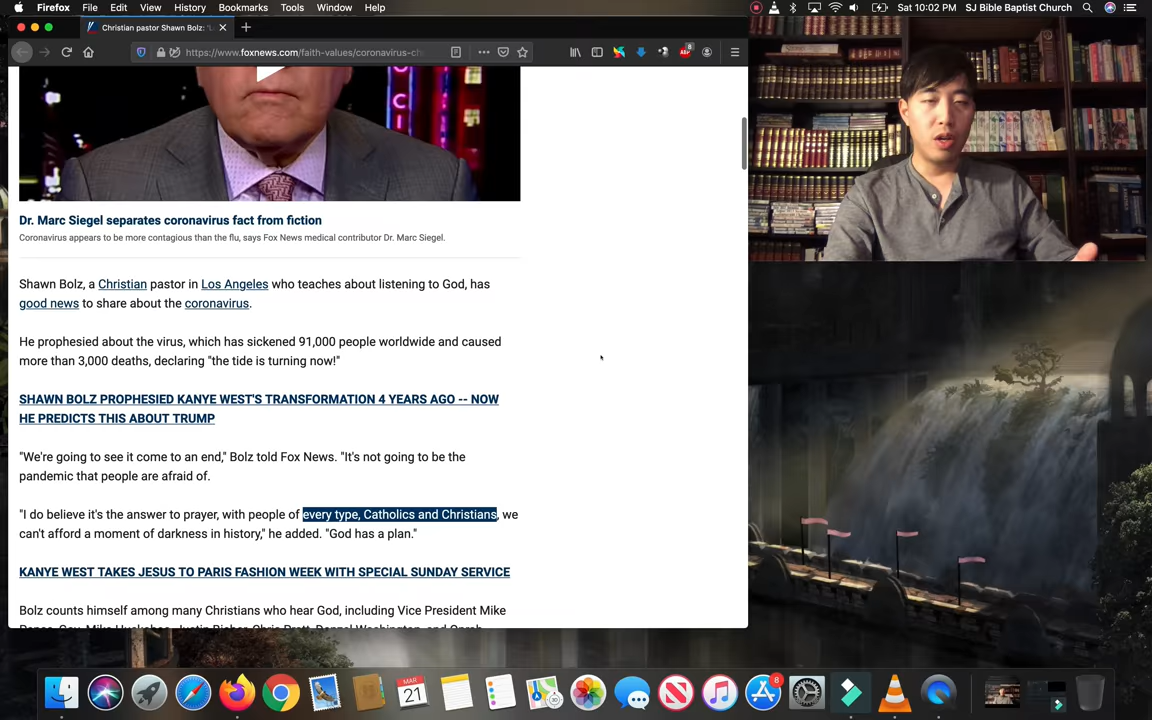 Firefox File Edit View History Bookmarks Tools Window Help
Sat 10:02 PM SJ Bible Baptist Church
Christian pastor Shawn Bolz: 
https://www.foxnews.com/faith-values/coronavirus-ch
8
Dr. Marc Siegel separates coronavirus fact from fiction
Coronavirus appears to be more contagious than the flu, says Fox News medical contributor Dr. Marc Siegel.
Shawn Bolz, a Christian pastor in Los Angeles who teaches about listening to God, has
good news to share about the coronavirus.
He prophesied about the virus, which has sickened 91,000 people worldwide and caused
more than 3,000 deaths, declaring "the tide is turning now!"
SHAWN BOLZ PROPHESIED KANYE WEST'S TRANSFORMATION 4 YEARS AGO -- NOW
HE PREDICTS THIS ABOUT TRUMP
"We're going to see it come to an end," Bolz told Fox News. "It's not going to be the
pandemic that people are afraid of.
"I do believe it's the answer to prayer, with people of every type, Catholics and Christians, we
can't afford a moment of darkness in history," he added. "God has a plan."
KANYE WEST TAKES JESUS TO PARIS FASHION WEEK WITH SPECIAL SUNDAY SERVICE
Bolz counts himself among many Christians who hear God, including Vice President Mike
MAR
21
8